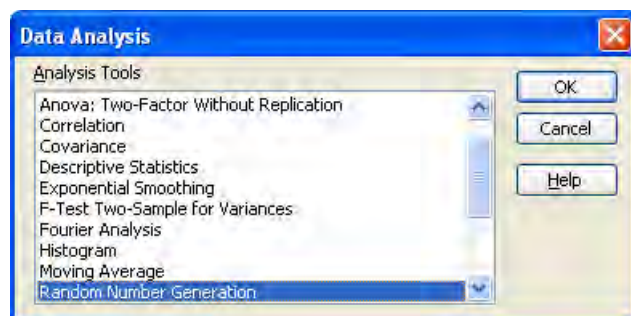 Data Analysis
Analysis Tools
Anova: Two-Factor Without Replication
Correlation
Covariance
Descriptive Statistics
Exponential Smoothing
F-Test Two-Sample for Variances
Fourier Analysis
Histogram
Moving Average
Random Number Generation
OK
Cancel
Help